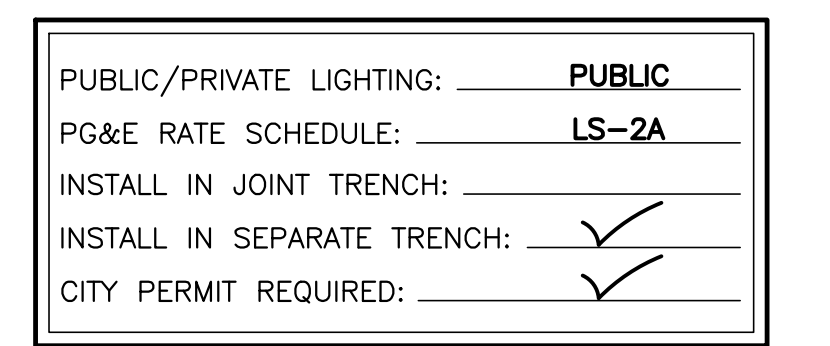 PUBLIC/PRIVATE LIGHTING: PUBLIC
PG&E RATE SCHEDULE: LS-2A
INSTALL IN JOINT TRENCH:
INSTALL IN SEPARATE TRENCH: ✓
CITY PERMIT REQUIRED: ✓